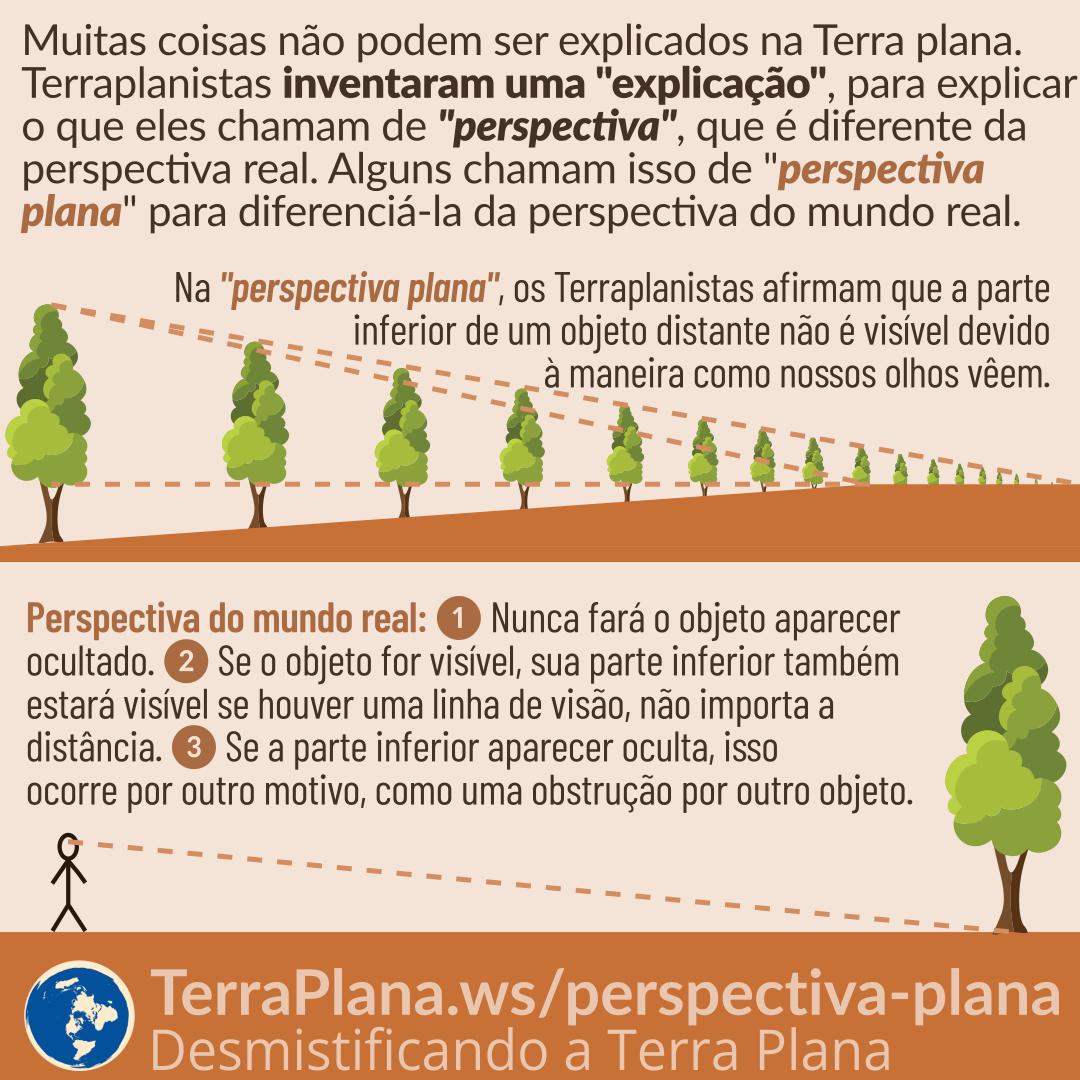 Muitas coisas não podem ser explicados na Terra plana.
Terraplanistas inventaram uma "explicação", para explicar
o que eles chamam de "perspectiva", que é diferente da
perspectiva real. Alguns chamam isso de "perspectiva
plana" para diferenciá-la da perspectiva do mundo real.
Na "perspectiva plana", os Terraplanistas afirmam que a parte
inferior de um objeto distante não é visível devido
à maneira como nossos olhos vêem.
Perspectiva do mundo real: 1 Nunca fará o objeto aparecer
ocultado. 2 Se o objeto for visível, sua parte inferior também
estará visível se houver uma linha de visão, não importa a
distância. 3 Se a parte inferior aparecer oculta, isso
ocorre por outro motivo, como uma obstrução por outro objeto.
TerraPlana.ws/perspectiva-plana
Desmistificando a Terra Plana